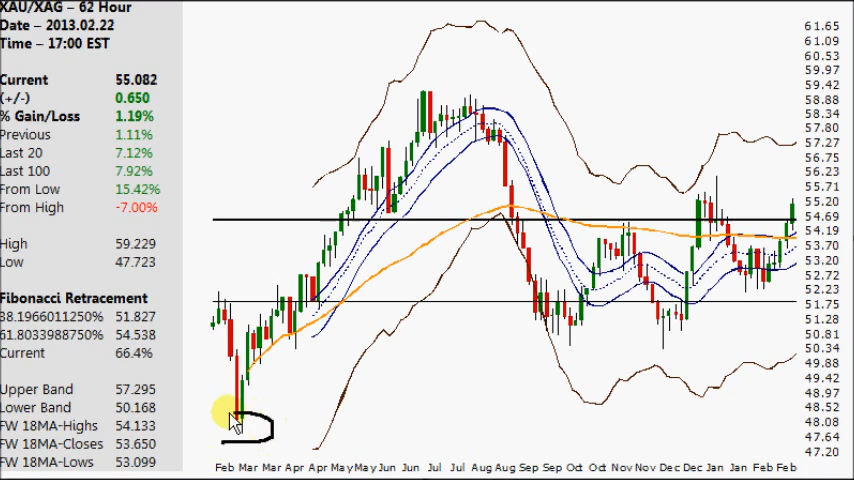 XAU/XAG – 62 Hour
Date – 2013.02.22
Time – 17:00 EST
Current 55.082
(+/-) 0.650
% Gain/Loss 1.19%
Previous 1.11%
Last 20 7.12%
Last 100 7.92%
From Low 15.42%
From High -7.00%
High 59.229
Low 47.723
Fibonacci Retracement
38.1966011250% 51.827
61.8033988750% 54.538
Current 66.4%
Upper Band 57.295
Lower Band 50.168
FW 18MA-Highs 54.133
FW 18MA-Closes 53.650
FW 18MA-Lows 53.099
61.65
61.09
60.53
59.97
59.42
58.88
58.34
57.80
57.27
56.75
56.23
55.71
55.20
54.69
54.19
53.70
53.20
52.72
52.23
51.75
51.28
50.81
50.34
49.88
49.42
48.97
48.52
48.08
47.64
47.20
Feb Mar Mar Apr Apr May May Jun Jun Jul Jul Aug Aug Sep Sep Oct Oct Nov Nov Dec Dec Jan Jan Feb Feb